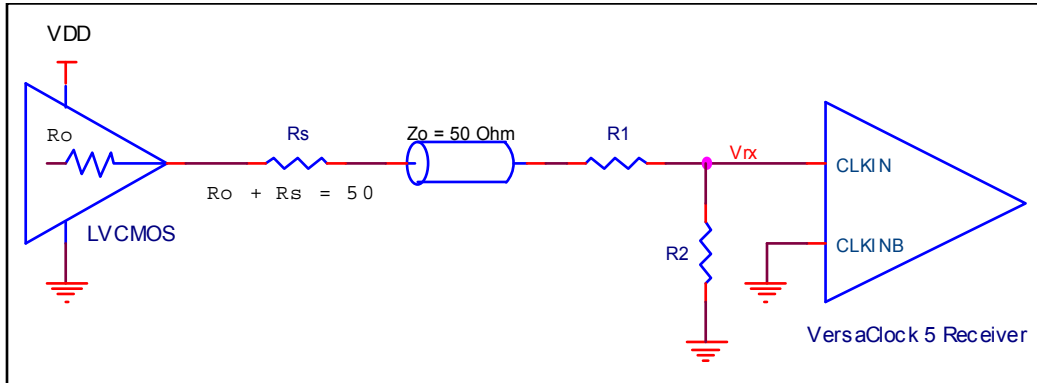 VDD
Ro
Rs
Zo = 50 Ohm
R1
Vrx
CLKIN
Ro + Rs = 50
LVCMOS
R2
CLKINB
VersaClock 5 Receiver